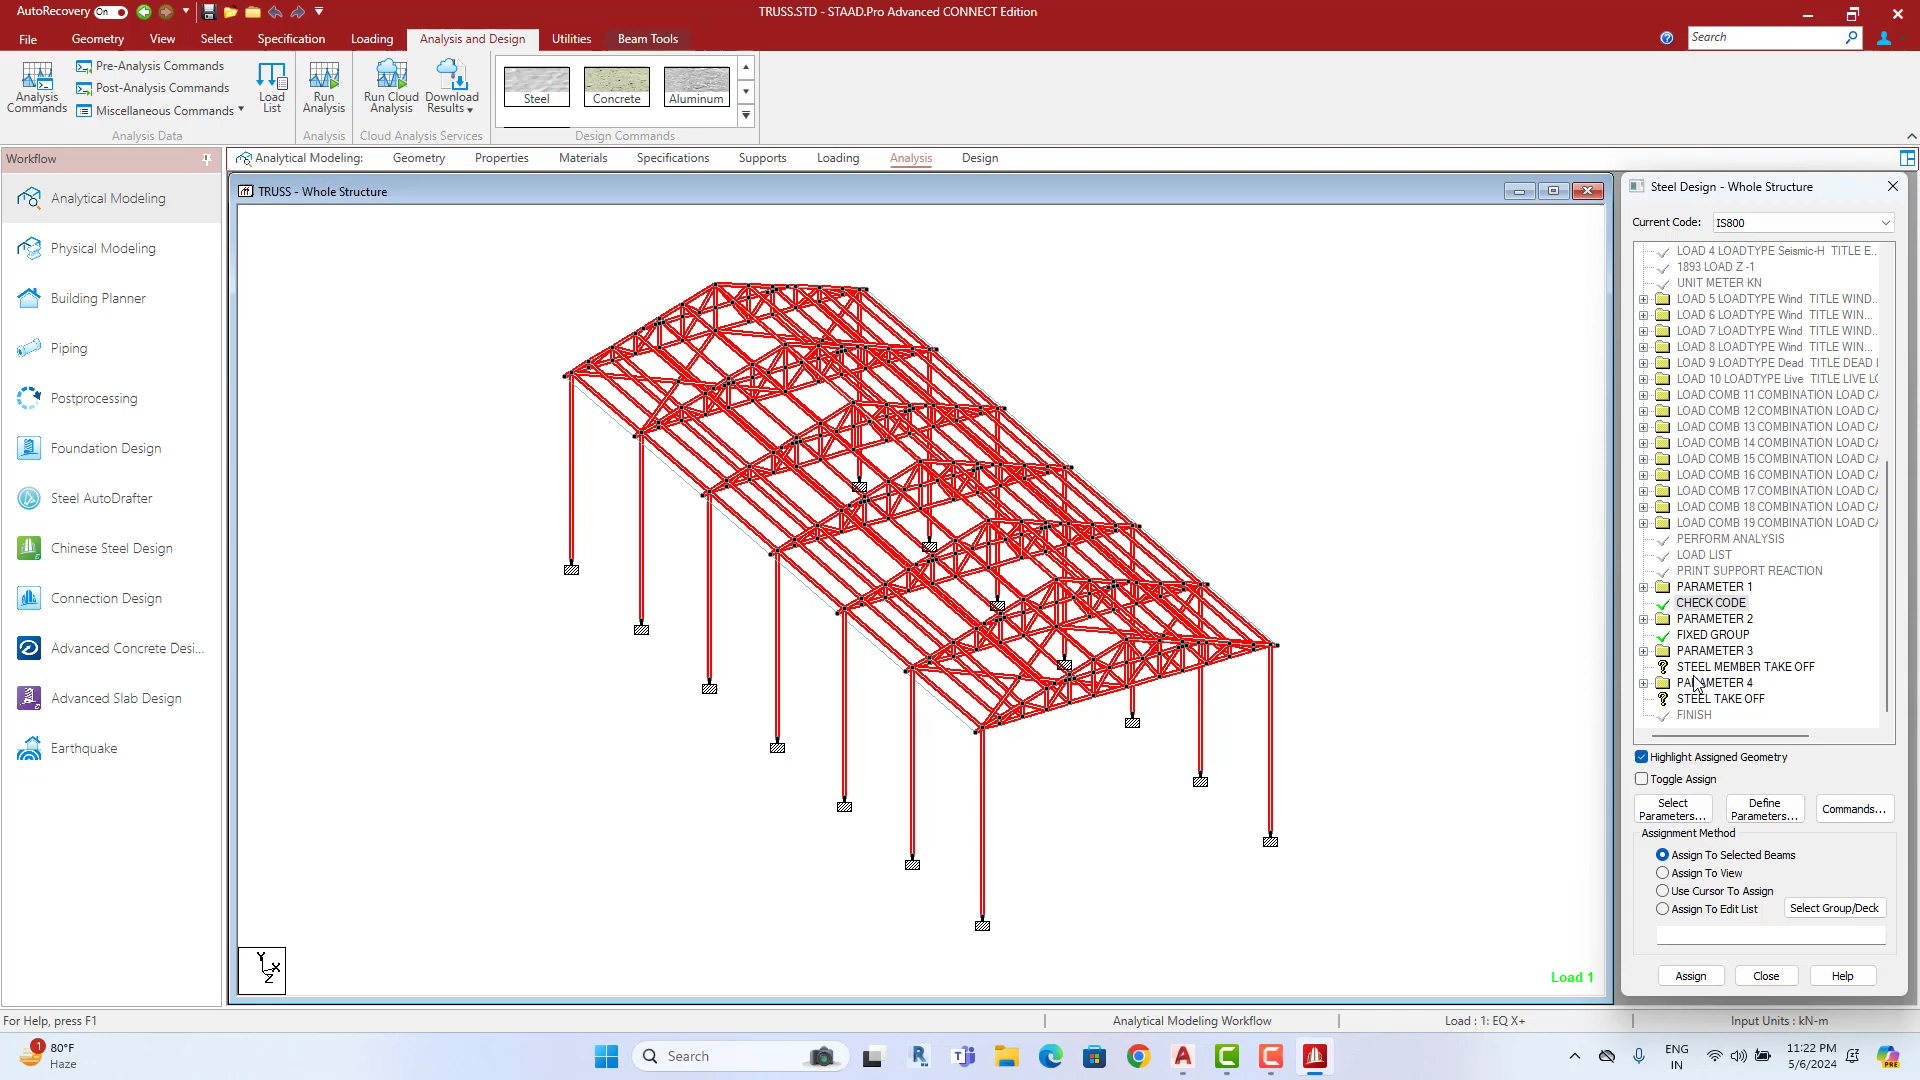 AutoRecovery On
TRUSS.STD - STAAD.Pro Advanced CONNECT Edition
File
Geometry
View
Select
Specification
Loading
Analysis and Design
Utilities
Beam Tools
Search
Analysis Commands
Pre-Analysis Commands
Post-Analysis Commands
Miscellaneous Commands
Load List
Run Analysis
Run Cloud Analysis
Download Results
Steel
Concrete
Aluminum
Analysis Data
Analysis
Cloud Analysis Services
Design Commands
Workflow
Analytical Modeling:
Geometry
Properties
Materials
Specifications
Supports
Loading
Analysis
Design
Analytical Modeling
Physical Modeling
Building Planner
Piping
Postprocessing
Foundation Design
Steel AutoDrafter
Chinese Steel Design
Connection Design
Advanced Concrete Desi...
Advanced Slab Design
Earthquake
TRUSS - Whole Structure
Y
X
Z
Load 1
Steel Design - Whole Structure
Current Code:
IS800
LOAD 4 LOADTYPE Seismic-H TITLE E...
1893 LOAD Z -1
UNIT METER KN
LOAD 5 LOADTYPE Wind TITLE WIND...
LOAD 6 LOADTYPE Wind TITLE WIN...
LOAD 7 LOADTYPE Wind TITLE WIND...
LOAD 8 LOADTYPE Wind TITLE WIN...
LOAD 9 LOADTYPE Dead TITLE DEAD
LOAD 10 LOADTYPE Live TITLE LIVE LO
LOAD COMB 11 COMBINATION LOAD CA
LOAD COMB 12 COMBINATION LOAD CA
LOAD COMB 13 COMBINATION LOAD CA
LOAD COMB 14 COMBINATION LOAD CA
LOAD COMB 15 COMBINATION LOAD CA
LOAD COMB 16 COMBINATION LOAD CA
LOAD COMB 17 COMBINATION LOAD CA
LOAD COMB 18 COMBINATION LOAD CA
LOAD COMB 19 COMBINATION LOAD CA
PERFORM ANALYSIS
LOAD LIST
PRINT SUPPORT REACTION
PARAMETER 1
CHECK CODE
PARAMETER 2
FIXED GROUP
PARAMETER 3
STEEL MEMBER TAKE OFF
PARAMETER 4
STEEL TAKE OFF
FINISH
Highlight Assigned Geometry
Toggle Assign
Select Parameters...
Define Parameters...
Commands...
Assignment Method
Assign To Selected Beams
Assign To View
Use Cursor To Assign
Assign To Edit List
Select Group/Deck
Assign
Close
Help
For Help, press F1
Analytical Modeling Workflow
Load : 1: EQ X+
Input Units : kN-m
1
80°F
Haze
Search
ENG
IN
11:22 PM
5/6/2024